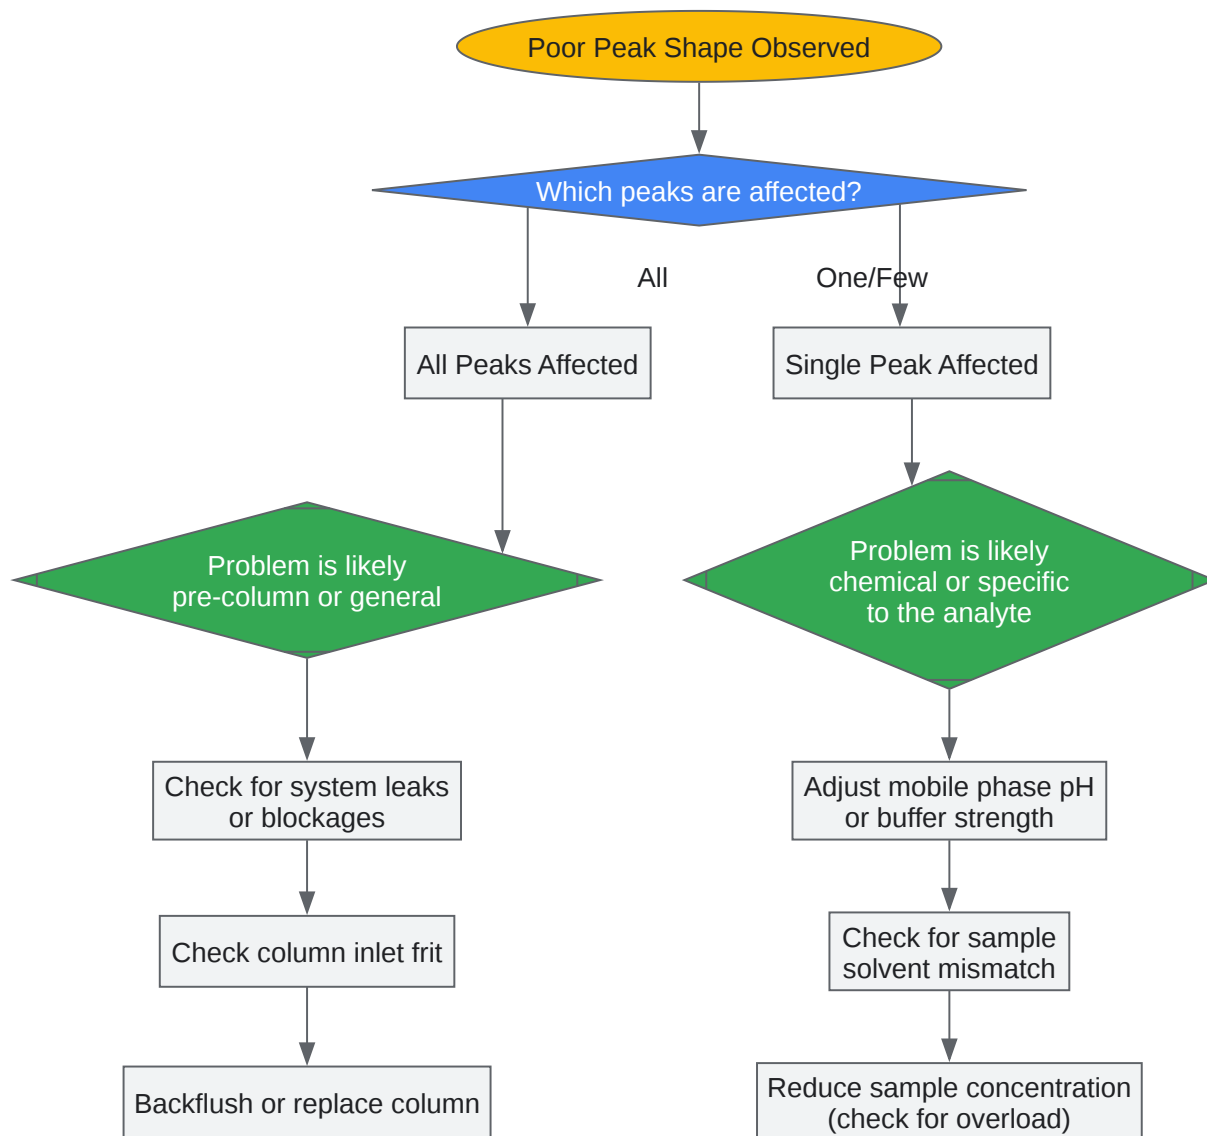 Poor Peak Shape Observed
Which peaks are affected?
All
One/Few
All Peaks Affected
Single Peak Affected
Problem is likely
pre-column or general
Problem is likely
chemical or specific
to the analyte
Check for system leaks
or blockages
Adjust mobile phase pH
or buffer strength
Check column inlet frit
Check for sample
solvent mismatch
Backflush or replace column
Reduce sample concentration
(check for overload)